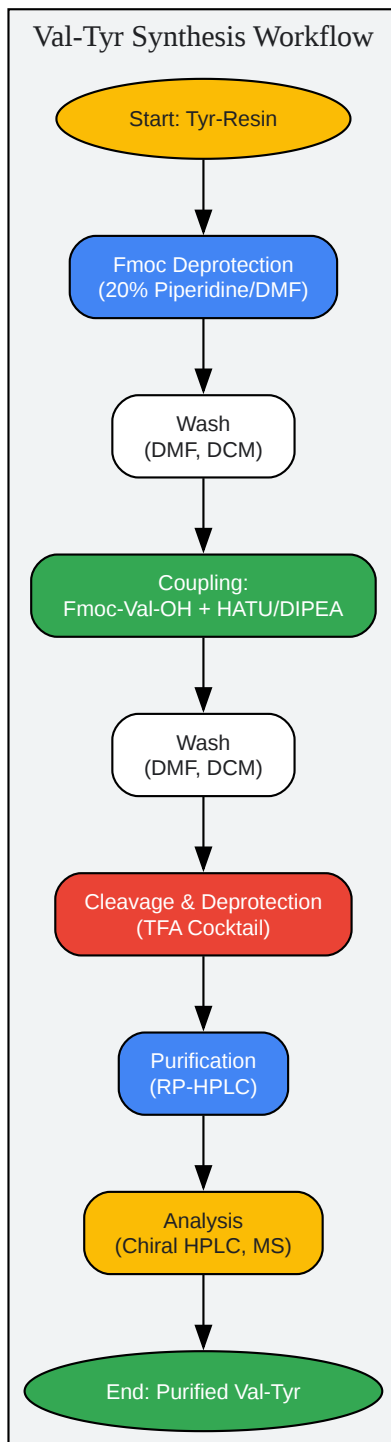 Val-Tyr Synthesis Workflow
Start: Tyr-Resin
Fmoc Deprotection
(20% Piperidine/DMF)
Wash
(DMF, DCM)
Coupling:
Fmoc-Val-OH + HATU/DIPEA
Wash
(DMF, DCM)
Cleavage & Deprotection
(TFA Cocktail)
Purification
(RP-HPLC)
Analysis
(Chiral HPLC, MS)
End: Purified Val-Tyr